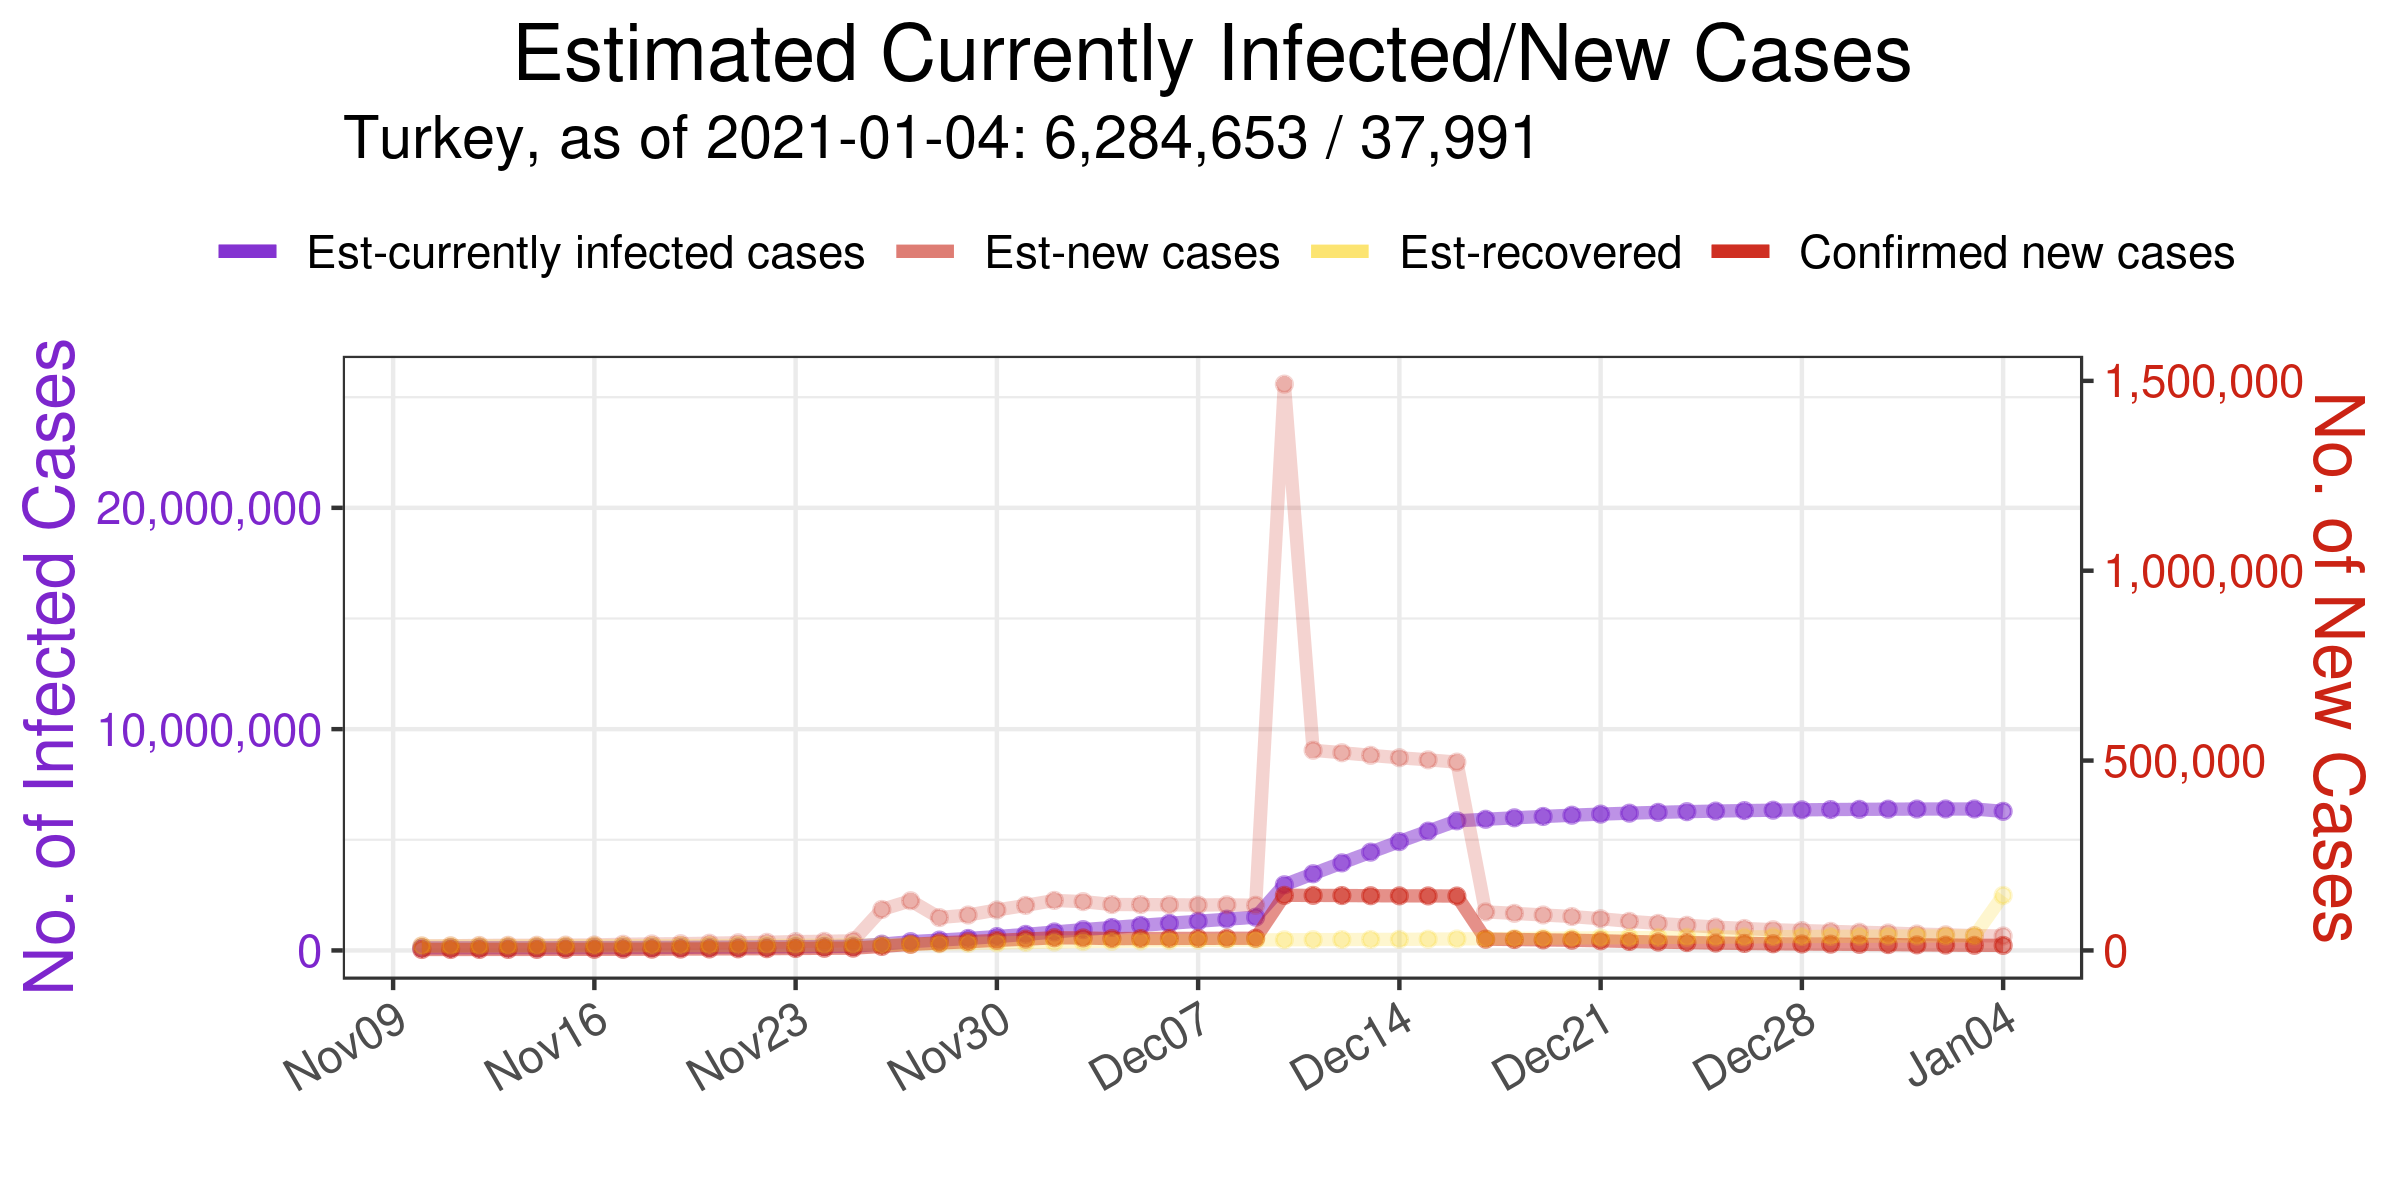 Estimated Currently Infected/New Cases
Turkey, as of 2021-01-04: 6,284,653 / 37,991
Est-currently infected cases Est-new cases Est-recovered Confirmed new cases
No. of Infected Cases
20,000,000
10,000,000
0
1,500,000
1,000,000
500,000
0
No. of New Cases
Nov09 Nov16 Nov23 Nov30 Dec07 Dec14 Dec21 Dec28 Jan04